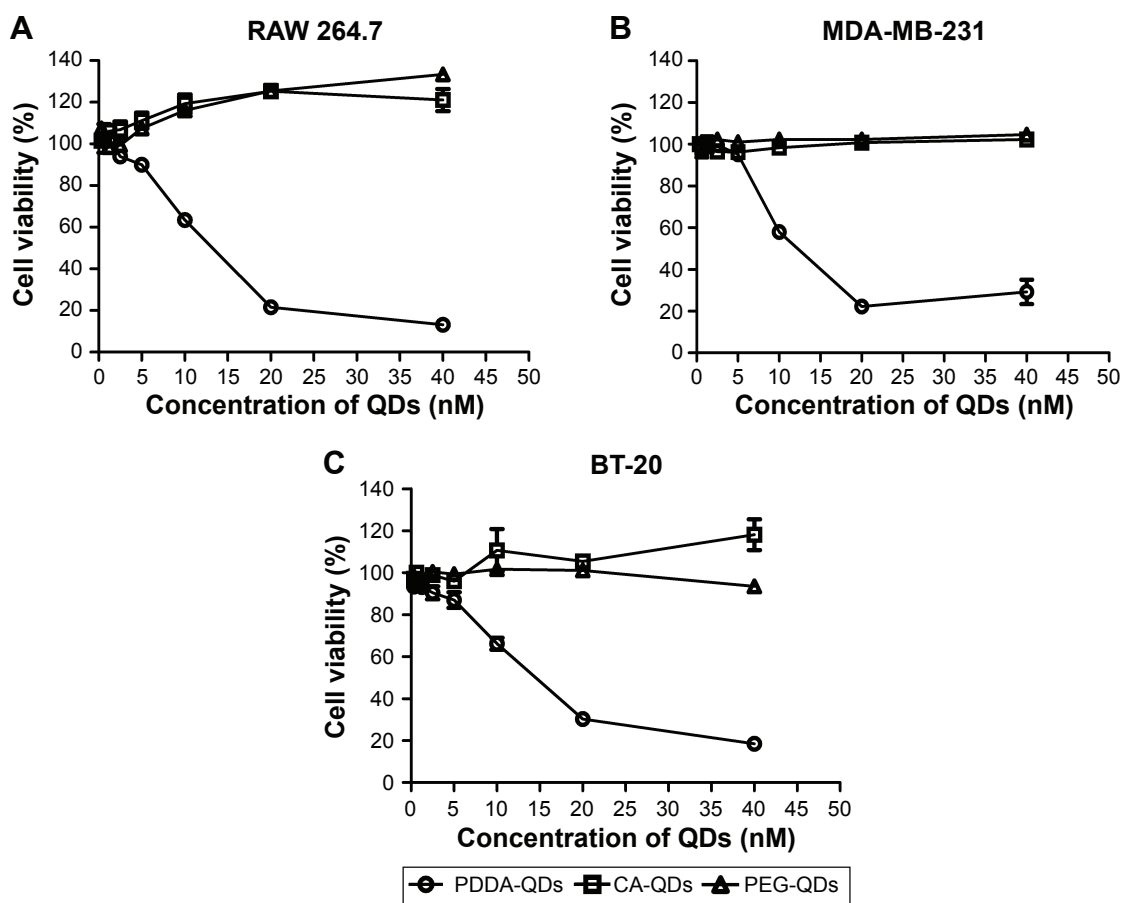 A
RAW 264.7
Cell viability (%)
140
120
100
80
60
40
20
0
0 5 10 15 20 25 30 35 40 45 50
Concentration of QDs (nM)
B
MDA-MB-231
Cell viability (%)
140
120
100
80
60
40
20
0
0 5 10 15 20 25 30 35 40 45 50
Concentration of QDs (nM)
C
BT-20
Cell viability (%)
140
120
100
80
60
40
20
0
0 5 10 15 20 25 30 35 40 45 50
Concentration of QDs (nM)
PDDA-QDs CA-QDs PEG-QDs